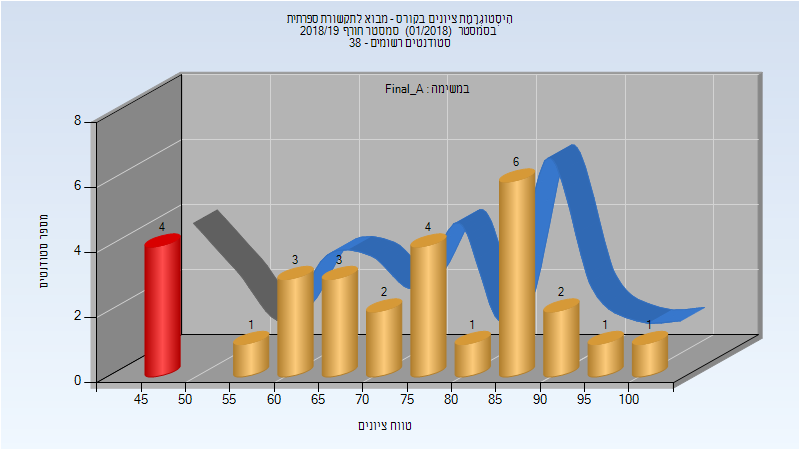 היסטוגרמת ציונים בקורס - מבוא לתקשורת ספרתית
בסמסטר (01/2018) סמסטר חורף 2018/19
סטודנטים רשומים - 38
במשימה : Final_A
מספר סטודנטים
8
6
4
2
0
4
1
3
3
2
4
1
6
2
1
1
45 50 55 60 65 70 75 80 85 90 95 100
טווח ציונים